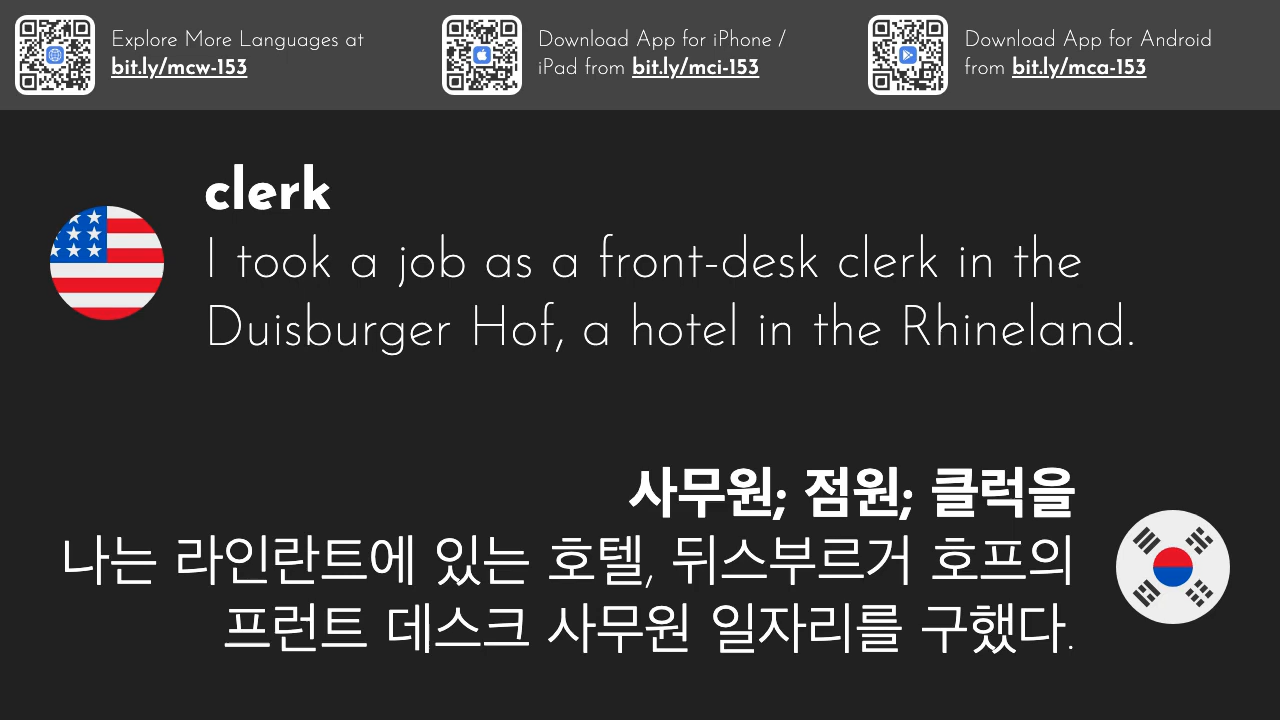 Explore More Languages at
bit.ly/mcw-153
Download App for iPhone /
iPad from bit.ly/mci-153
Download App for Android
from bit.ly/mca-153
clerk
I took a job as a front-desk clerk in the
Duisburger Hof, a hotel in the Rhineland.
사무원; 점원; 클럭을
나는 라인란트에 있는 호텔, 뒤스부르거 호프의
프런트 데스크 사무원 일자리를 구했다.